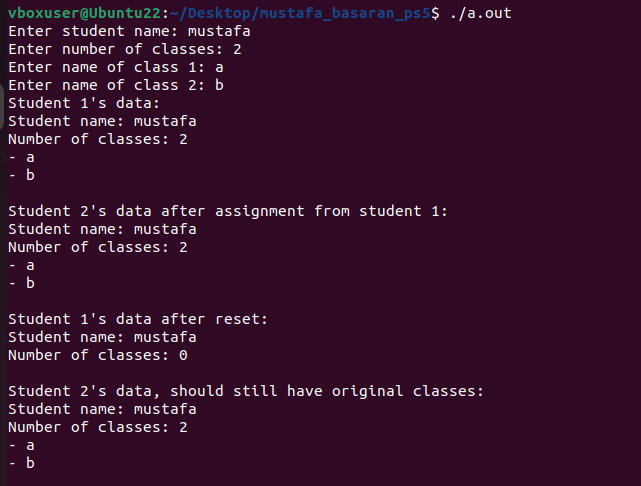 vboxuser@Ubuntu22:~/Desktop/mustafa_basaran_ps5$ ./a.out
Enter student name: mustafa
Enter number of classes: 2
Enter name of class 1: a
Enter name of class 2: b
Student 1's data:
Student name: mustafa
Number of classes: 2
- a
- b

Student 2's data after assignment from student 1:
Student name: mustafa
Number of classes: 2
- a
- b

Student 1's data after reset:
Student name: mustafa
Number of classes: 0

Student 2's data, should still have original classes:
Student name: mustafa
Number of classes: 2
- a
- b